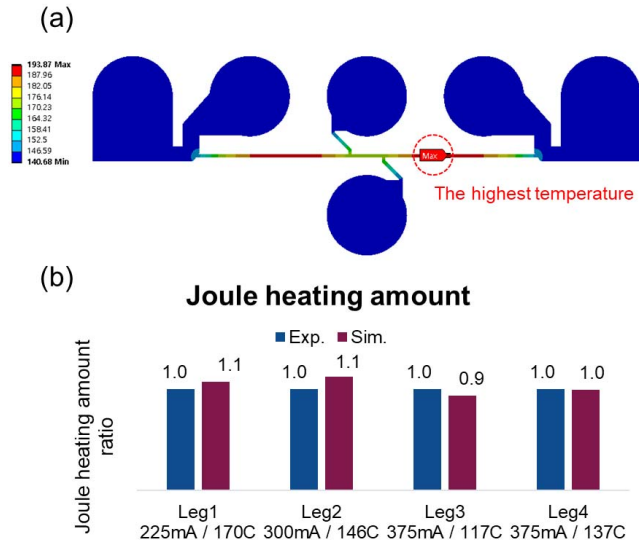 (a)
193.87 Max
187.96
182.05
176.14
170.23
164.32
158.41
152.5
146.59
140.68 Min
Max
The highest temperature
(b)
Joule heating amount
Exp. Sim.
1.0 1.1 1.0 1.1 1.0 0.9 1.0 1.0
Joule heating amount
ratio
Leg1 Leg2 Leg3 Leg4
225mA / 170C 300mA / 146C 375mA / 117C 375mA / 137C